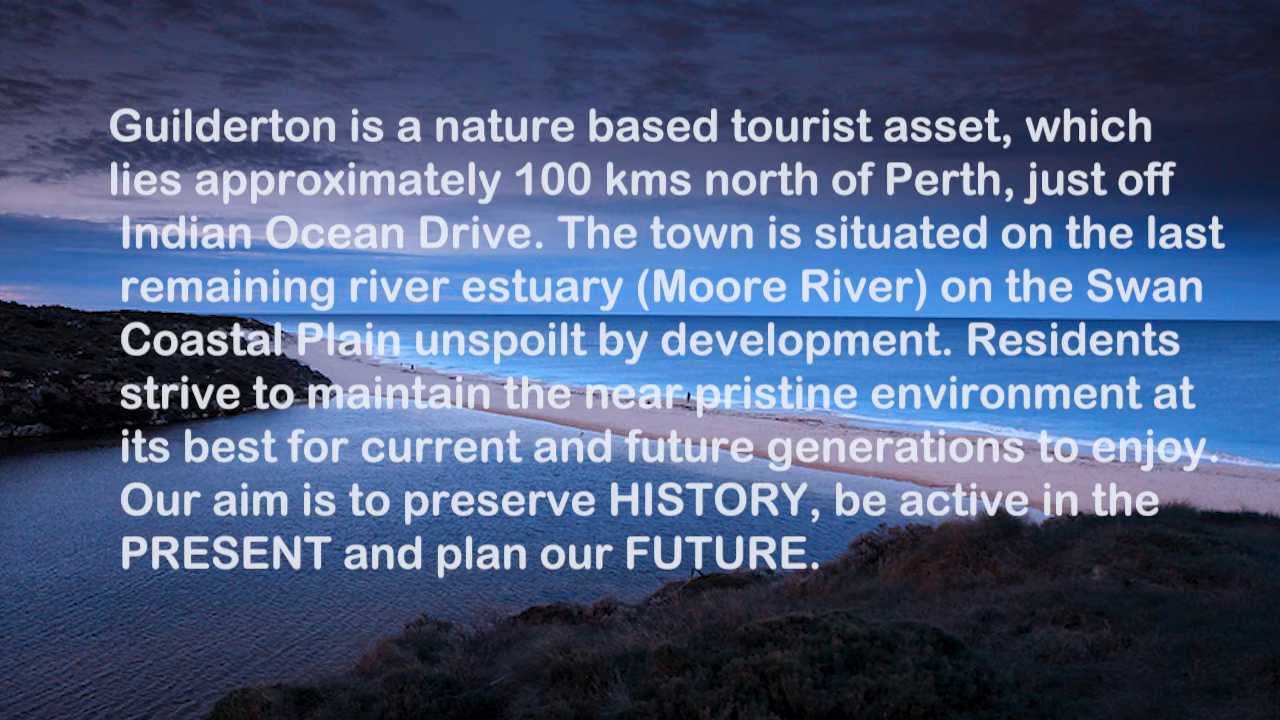 Guilderton is a nature based tourist asset, which
lies approximately 100 kms north of Perth, just off
Indian Ocean Drive. The town is situated on the last
remaining river estuary (Moore River) on the Swan
Coastal Plain unspoilt by development. Residents
strive to maintain the near pristine environment at
its best for current and future generations to enjoy.
Our aim is to preserve HISTORY, be active in the
PRESENT and plan our FUTURE.